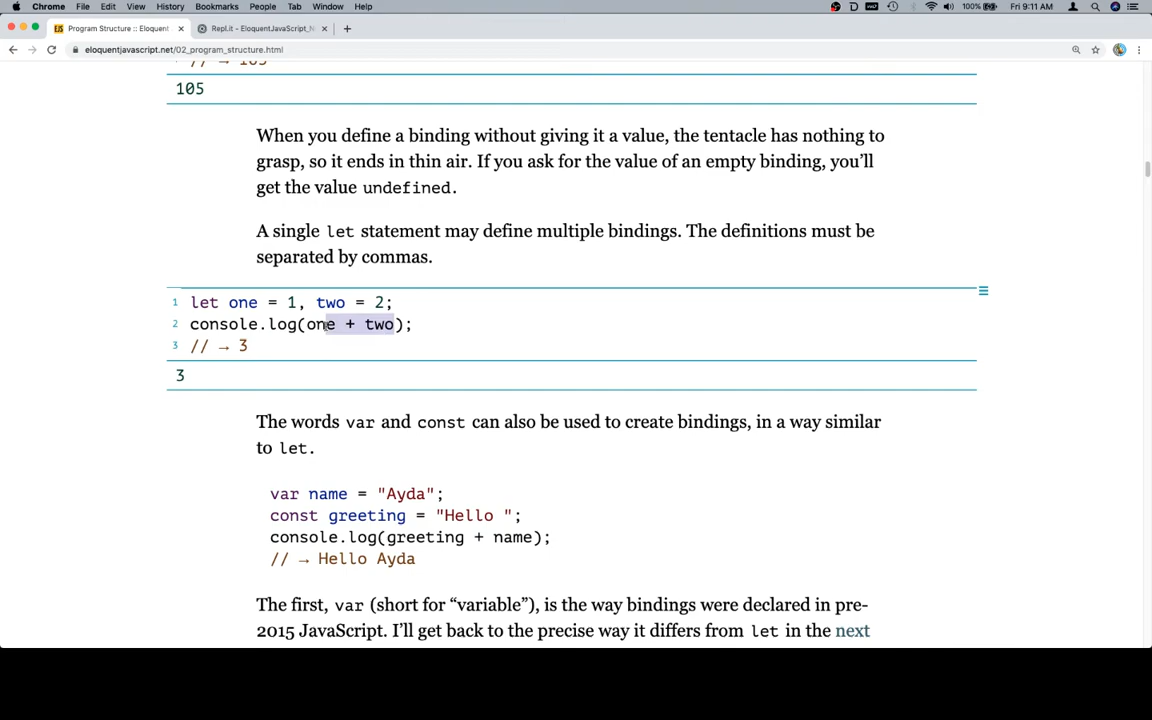 Chrome File Edit View History Bookmarks People Tab Window Help 100% Fri 9:11 AM
Program Structure :: Eloquent Repl.it - EloquentJavaScript_N
eloquentjavascript.net/02_program_structure.html
// → 105
105
When you define a binding without giving it a value, the tentacle has nothing to
grasp, so it ends in thin air. If you ask for the value of an empty binding, you’ll
get the value undefined.
A single let statement may define multiple bindings. The definitions must be
separated by commas.
1 let one = 1, two = 2;
2 console.log(one + two);
3 // → 3
3
The words var and const can also be used to create bindings, in a way similar
to let.
var name = "Ayda";
const greeting = "Hello ";
console.log(greeting + name);
// → Hello Ayda
The first, var (short for “variable”), is the way bindings were declared in pre-
2015 JavaScript. I’ll get back to the precise way it differs from let in the next